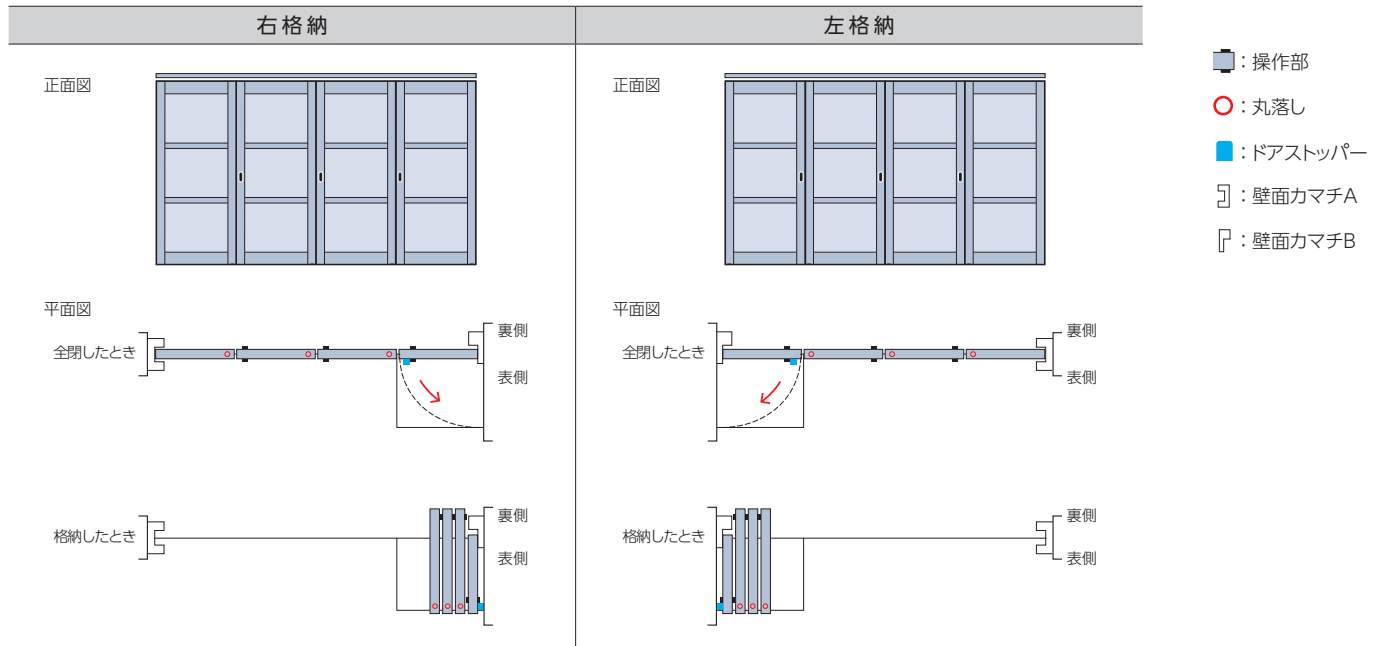 右格納
左格納
正面図
正面図
：操作部
：丸落し
：ドアストッパー
：壁面カマチA
：壁面カマチB
平面図
全閉したとき
裏側
表側
平面図
全閉したとき
裏側
表側
格納したとき
裏側
表側
格納したとき
裏側
表側